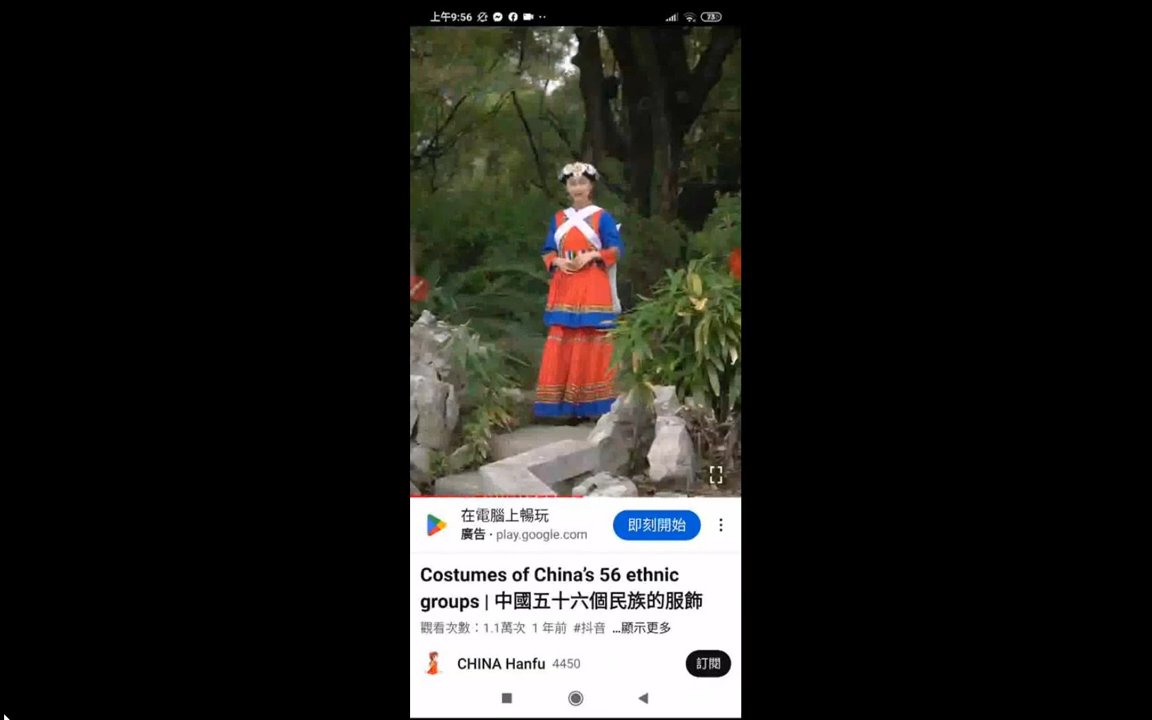 上午9:56
73
在電腦上暢玩
廣告 · play.google.com
即刻開始
Costumes of China's 56 ethnic
groups | 中國五十六個民族的服飾
觀看次數：1.1萬次 1 年前 #抖音 ...顯示更多
CHINA Hanfu 4450
訂閱